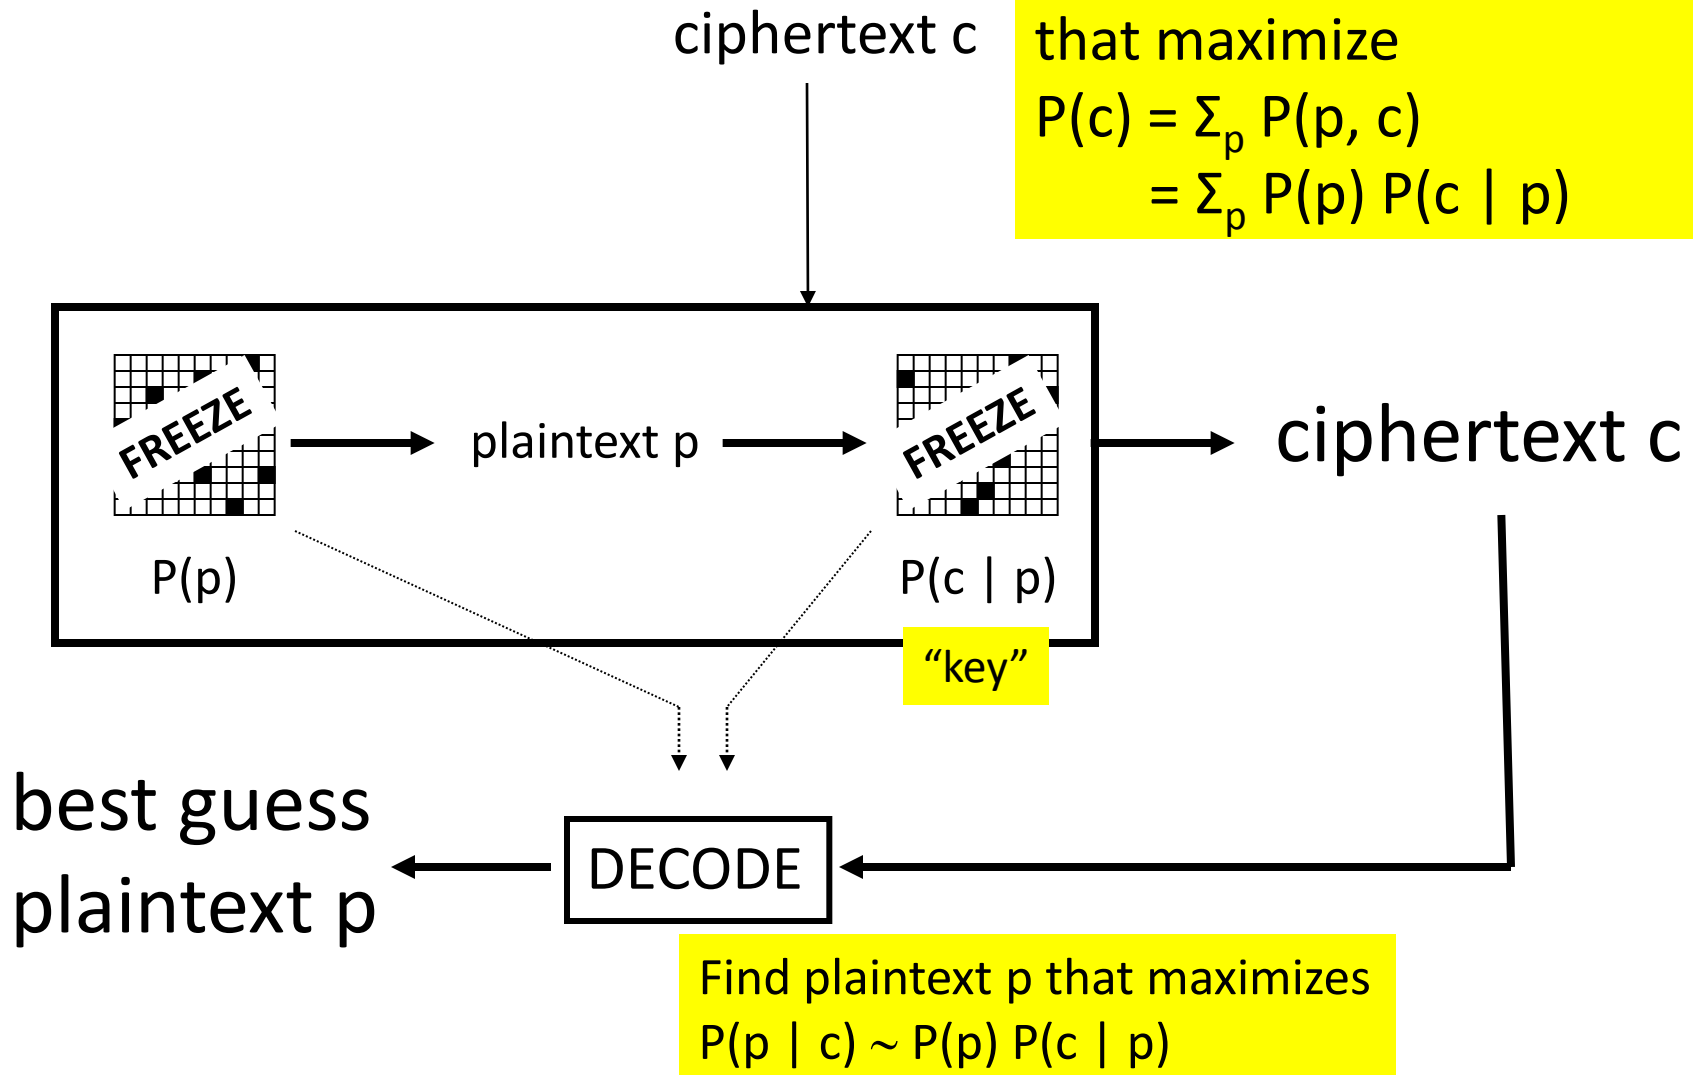 ciphertext c
that maximize
P(c) = Σp P(p, c)
= Σp P(p) P(c | p)
FREEZE
plaintext p
FREEZE
ciphertext c
P(p)
P(c | p)
“key”
best guess
plaintext p
DECODE
Find plaintext p that maximizes
P(p | c) ~ P(p) P(c | p)